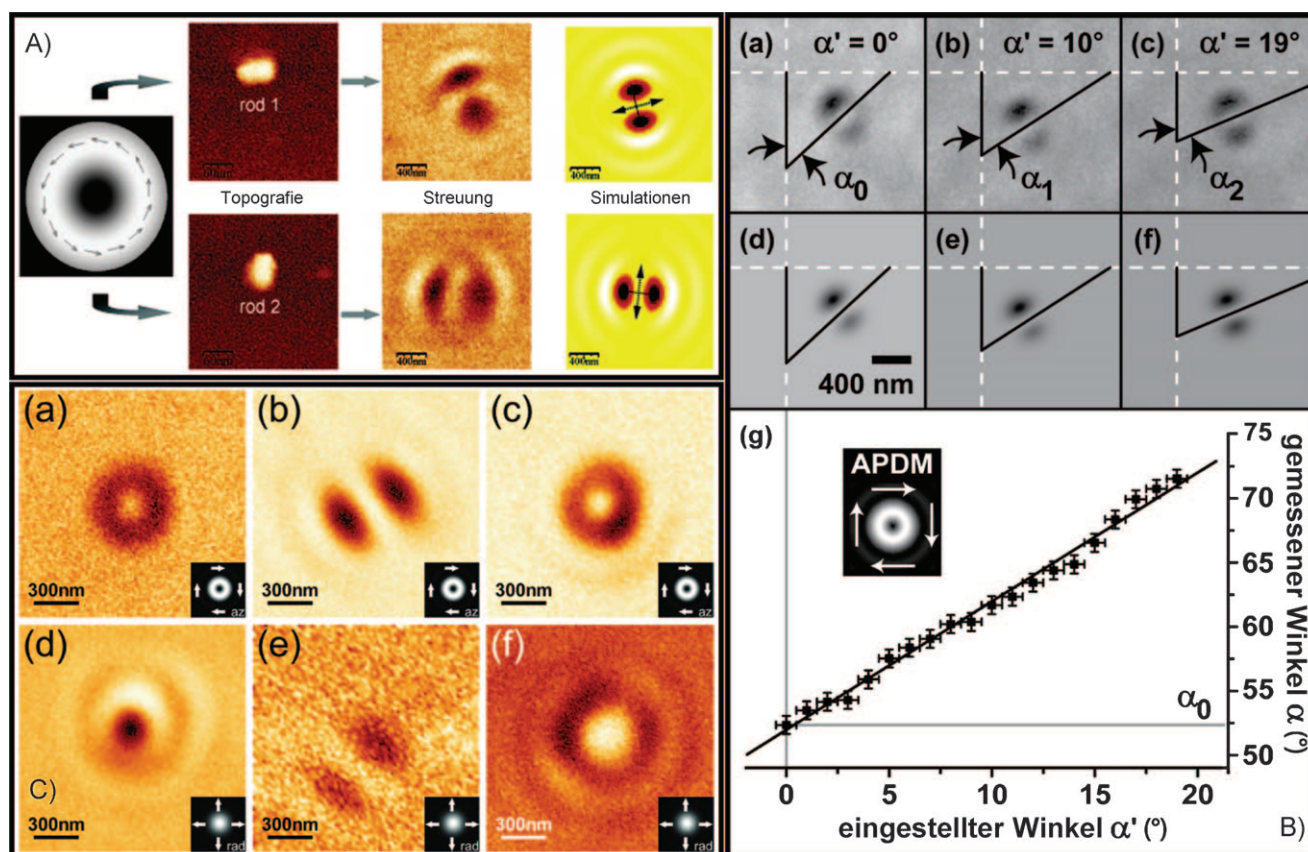 A)
rod 1
60nm
400nm
400nm
Topografie
Streuung
Simulationen
rod 2
60nm
400nm
400nm
(a)
300nm
az
(b)
300nm
az
(c)
300nm
az
(d)
C)
300nm
rad
(e)
300nm
rad
(f)
300nm
rad
(a) α' = 0°
α0
(b) α' = 10°
α1
(c) α' = 19°
α2
(d)
400 nm
(e)
(f)
(g)
APDM
α0
75
70
65
60
55
50
gemessener Winkel α (°)
0 5 10 15 20
eingestellter Winkel α' (°)
B)